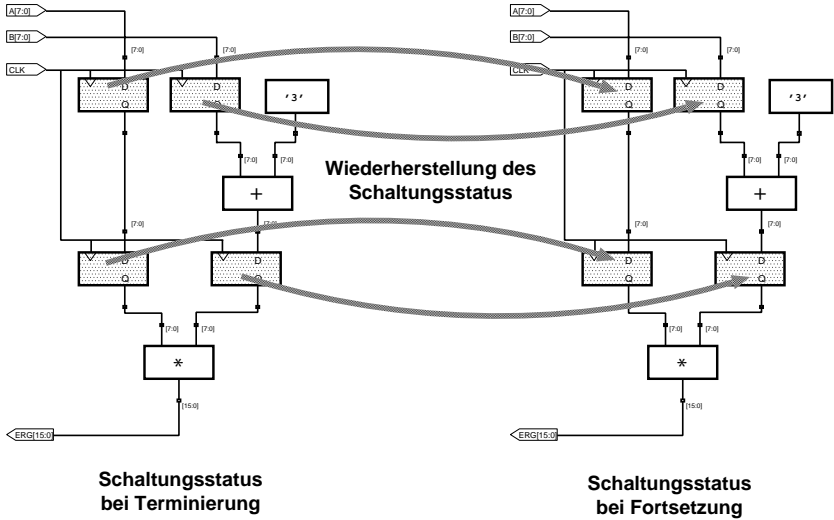 A[7:0]
A[7:0]
B[7:0]
[7:0]
[7:0]
B[7:0]
[7:0]
[7:0]
CLK
CLK
D
D
D
D
Q
Q
Q
Q
'3'
'3'
[7:0]
[7:0]
[7:0]
[7:0]
Wiederherstellung des
Schaltungsstatus
+
+
[7:0]
[7:0]
[7:0]
[7:0]
D
D
D
D
Q
Q
Q
Q
[7:0]
[7:0]
[7:0]
[7:0]
*
*
[15:0]
[15:0]
ERG[15:0]
ERG[15:0]
Schaltungsstatus
bei Terminierung
Schaltungsstatus
bei Fortsetzung